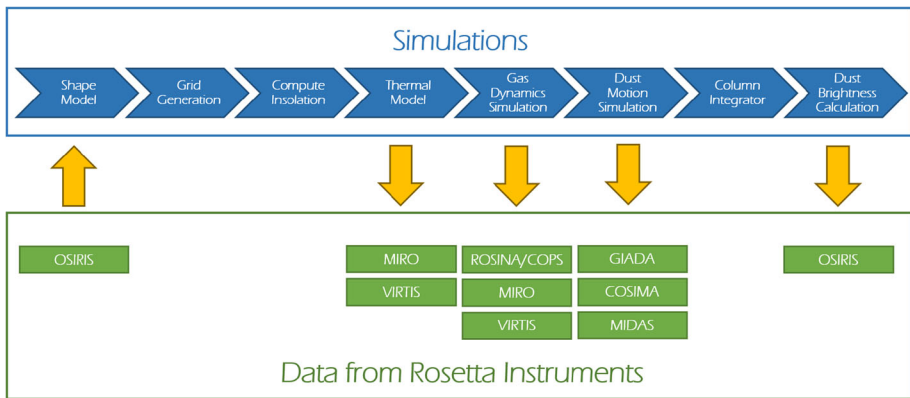 Simulations
Shape
Model
Grid
Generation
Compute
Insolation
Thermal
Model
Gas
Dynamics
Simulation
Dust
Motion
Simulation
Column
Integrator
Dust
Brightness
Calculation
OSIRIS
MIRO
VIRTIS
ROSINA/COPS
MIRO
VIRTIS
GIADA
COSIMA
MIDAS
OSIRIS
Data from Rosetta Instruments